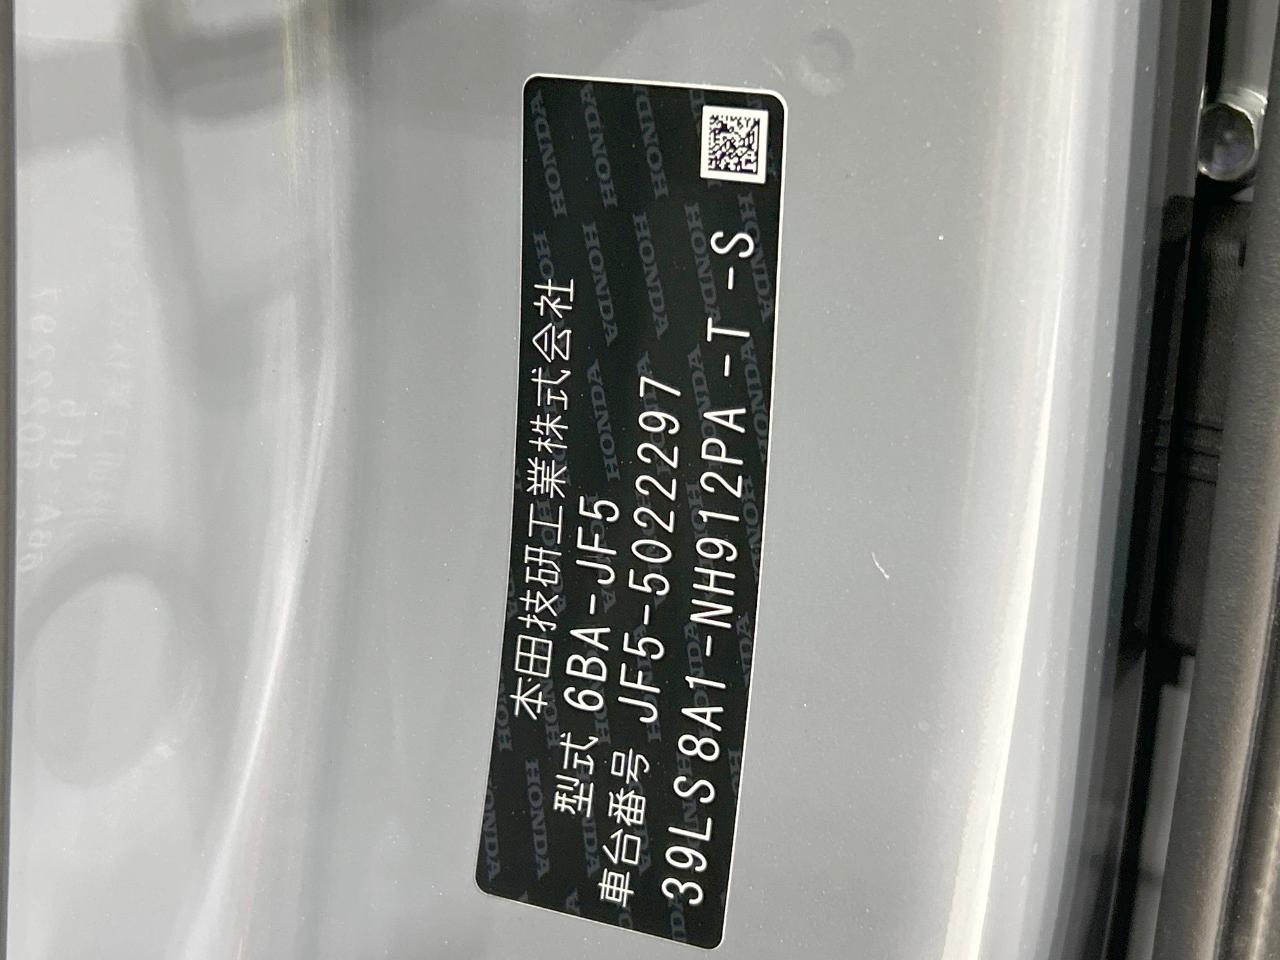 本田技研工業株式会社
型式 6BA-JF5
車台番号 JF5-5022297
39LS8A1-NH912PA-T-S